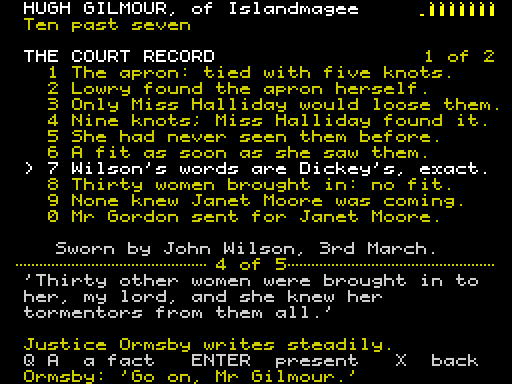 HUGH GILMOUR, of Islandmagee
Ten past seven
THE COURT RECORD 1 of 2
1 The apron: tied with five knots.
2 Lowry found the apron herself.
3 Only Miss Halliday would loose them.
4 Nine knots; Miss Halliday found it.
5 She had never seen them before.
6 A fit as soon as she saw them.
> 7 Wilson's words are Dickey's, exact.
8 Thirty women brought in: no fit.
9 None knew Janet Moore was coming.
0 Mr Gordon sent for Janet Moore.
Sworn by John Wilson, 3rd March.
4 of 5
'Thirty other women were brought in to
her, my lord, and she knew her
tormentors from them all.'
Justice Ormsby writes steadily.
Q A a fact ENTER present X back
Ormsby: 'Go on, Mr Gilmour.'